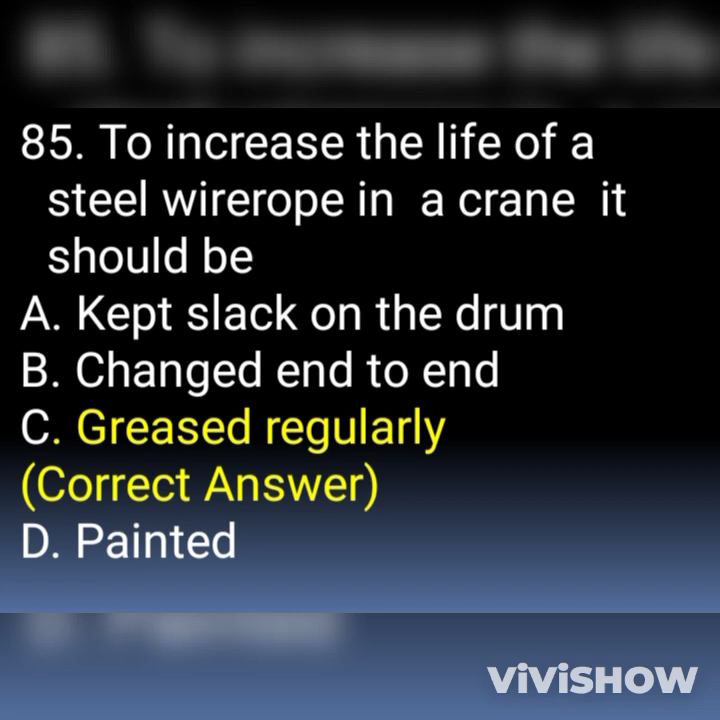 85. To increase the life of a
steel wirerope in a crane it
should be
A. Kept slack on the drum
B. Changed end to end
C. Greased regularly
(Correct Answer)
D. Painted
ViViSHOW